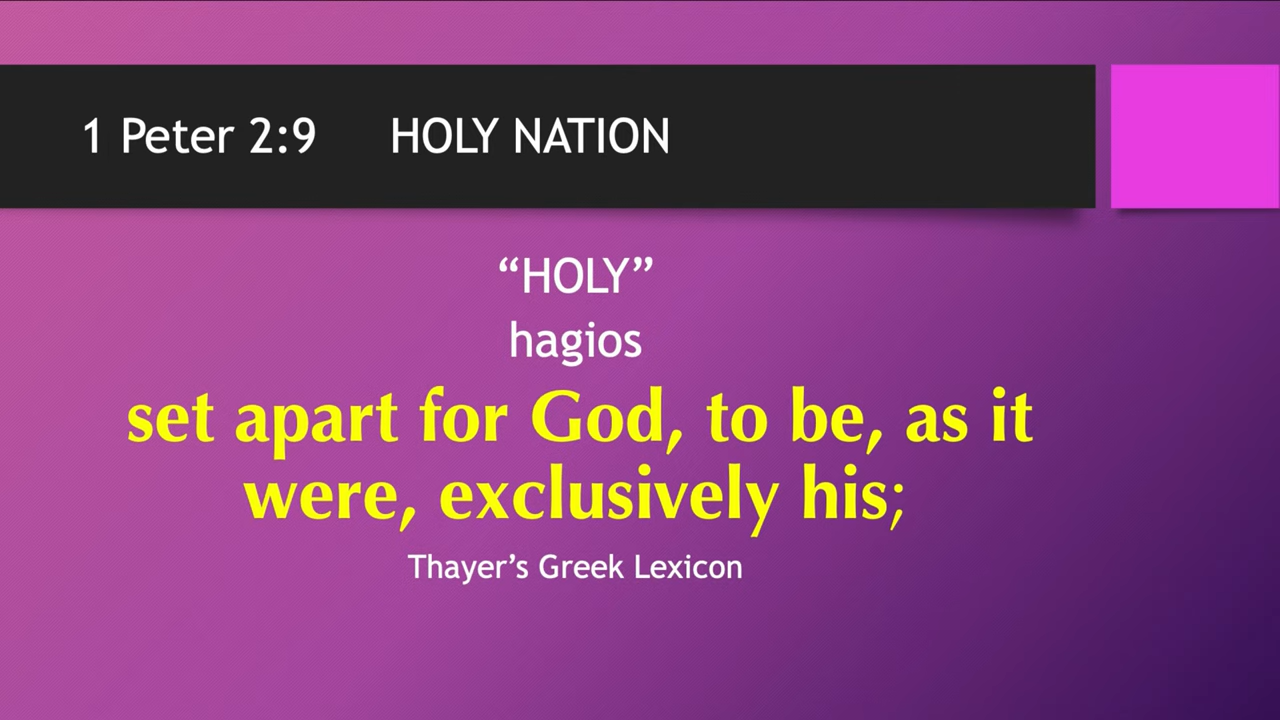 1 Peter 2:9 HOLY NATION
“HOLY”
hagios
set apart for God, to be, as it
were, exclusively his;
Thayer’s Greek Lexicon